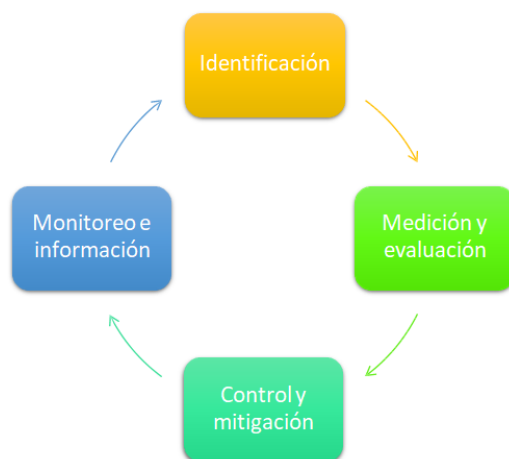 Identificación
Medición y
evaluación
Control y
mitigación
Monitoreo e
información